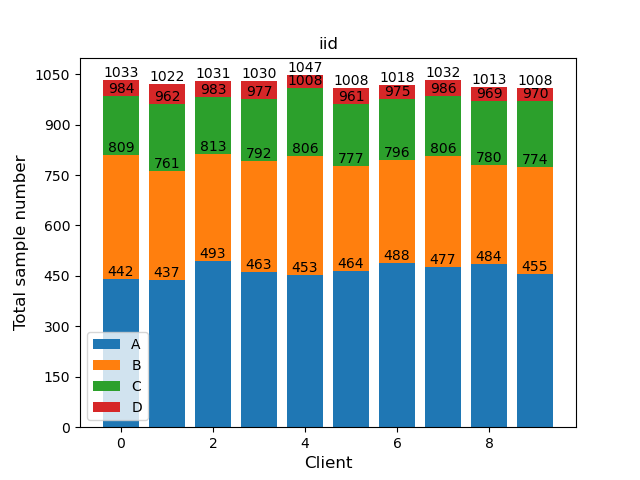 iid
Total sample number
1050
900
750
600
450
300
150
0
1033 1022 1031 1030 1047 1008 1018 1032 1013 1008
984 962 983 977 1008 961 975 986 969 970
809 761 813 792 806 777 796 806 780 774
442 437 493 463 453 464 488 477 484 455
A
B
C
D
0 2 4 6 8
Client